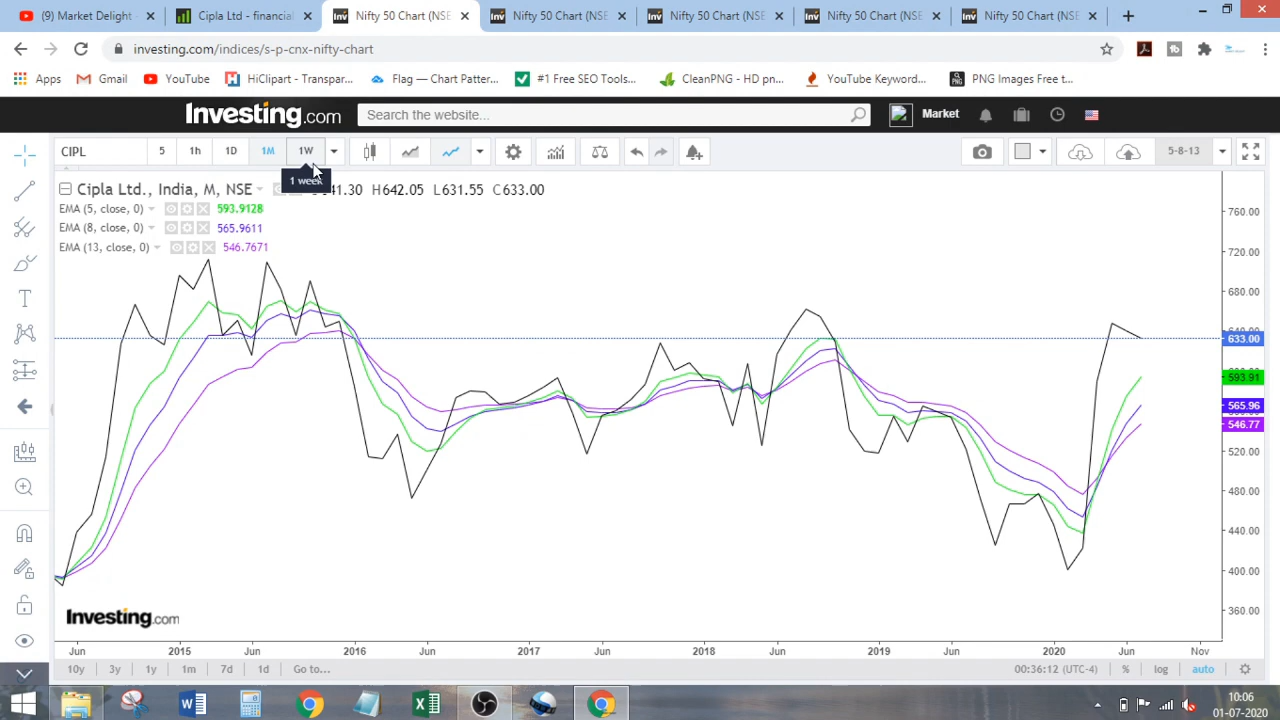 (9) Market Delight -
Cipla Ltd - financial
Nifty 50 Chart (NSE
Nifty 50 Chart (NSE
Nifty 50 Chart (NSE
Nifty 50 Chart (NSE
Nifty 50 Chart (NSE
investing.com/indices/s-p-cnx-nifty-chart
Apps
Gmail
YouTube
HiClipart - Transpar...
Flag — Chart Patter...
#1 Free SEO Tools...
CleanPNG - HD pn...
YouTube Keyword...
PNG Images Free t...
Investing.com
Search the website...
Market
CIPL
5
1h
1D
1M
1W
5-8-13
1 week
Cipla Ltd., India, M, NSE
41.30 H642.05 L631.55 C633.00
EMA (5, close, 0) 593.9128
EMA (8, close, 0) 565.9611
EMA (13, close, 0) 546.7671
760.00
720.00
680.00
640.00
633.00
593.91
565.96
546.77
520.00
480.00
440.00
400.00
360.00
Investing.com
Jun 2015 Jun 2016 Jun 2017 Jun 2018 Jun 2019 Jun 2020 Jun Nov
10y 3y 1y 1m 7d 1d Go to...
00:36:12 (UTC-4) % log auto
10:06
01-07-2020